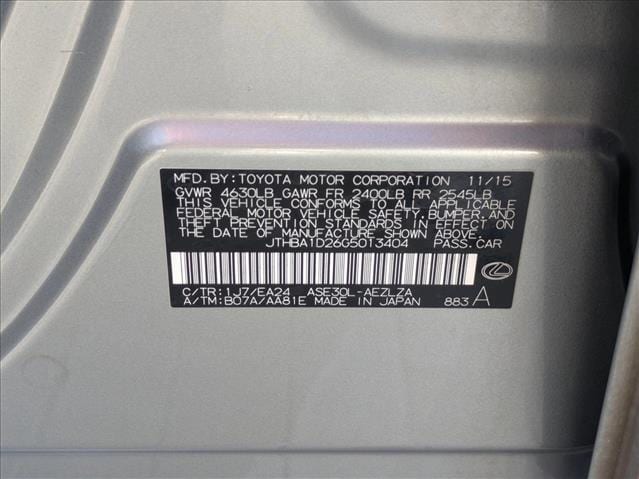 MFD. BY:TOYOTA MOTOR CORPORATION 11/15
GVWR 4630LB GAWR FR 2400LB RR 2545LB
THIS VEHICLE CONFORMS TO ALL APPLICABLE
FEDERAL MOTOR VEHICLE SAFETY, BUMPER, AND
THEFT PREVENTION STANDARDS IN EFFECT ON
THE DATE OF MANUFACTURE SHOWN ABOVE.
JTHBA1D26G5013404 PASS.CAR
C/TR:1J7/EA24 ASE30L-AEZLZA
A/TM:B07A/AA81E MADE IN JAPAN 883 A